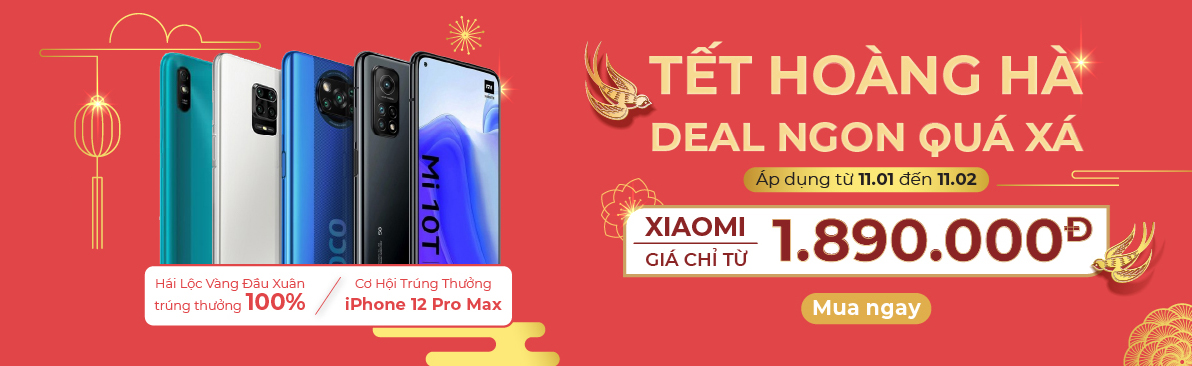 TẾT HOÀNG HÀ
DEAL NGON QUÁ XÁ
Áp dụng từ 11.01 đến 11.02
XIAOMI
GIÁ CHỈ TỪ
1.890.000Đ
Mua ngay
Mi 10T
oco
Hái Lộc Vàng Đầu Xuân
trúng thưởng 100%
Cơ Hội Trúng Thưởng
iPhone 12 Pro Max